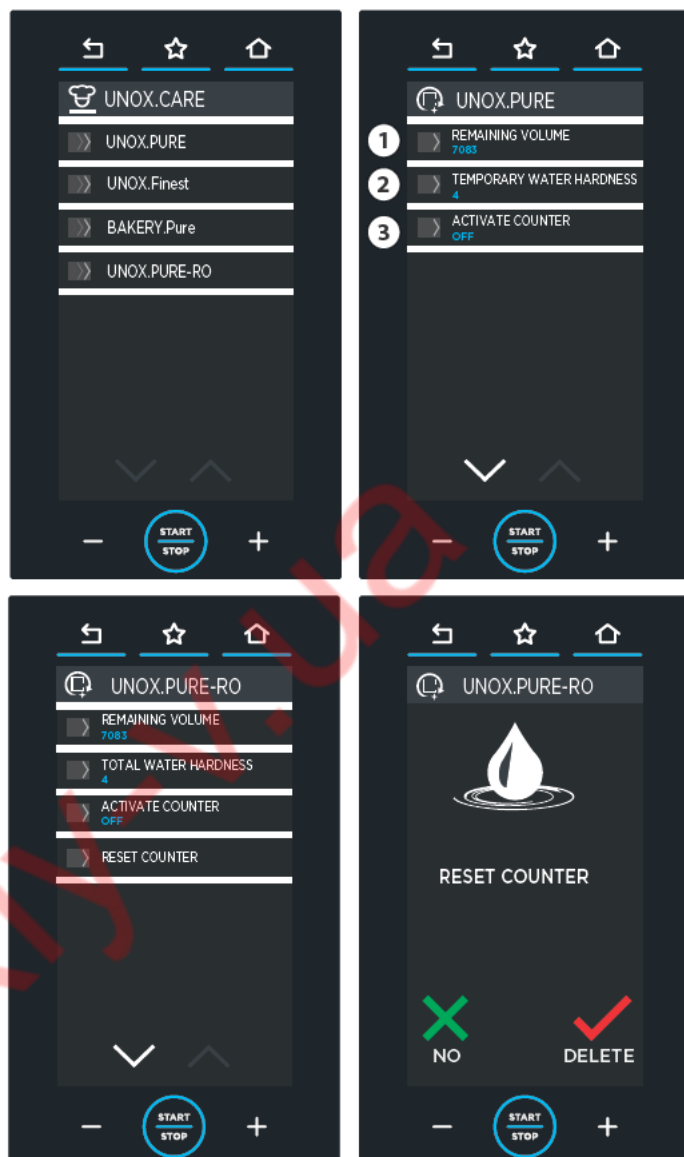 UNOX.CARE
UNOX.PURE
UNOX.Finest
BAKERY.Pure
UNOX.PURE-RO
START
STOP
UNOX.PURE
1
REMAINING VOLUME
7083
2
TEMPORARY WATER HARDNESS
4
3
ACTIVATE COUNTER
OFF
START
STOP
UNOX.PURE-RO
REMAINING VOLUME
7083
TOTAL WATER HARDNESS
4
ACTIVATE COUNTER
OFF
RESET COUNTER
START
STOP
UNOX.PURE-RO
RESET COUNTER
NO
DELETE
START
STOP